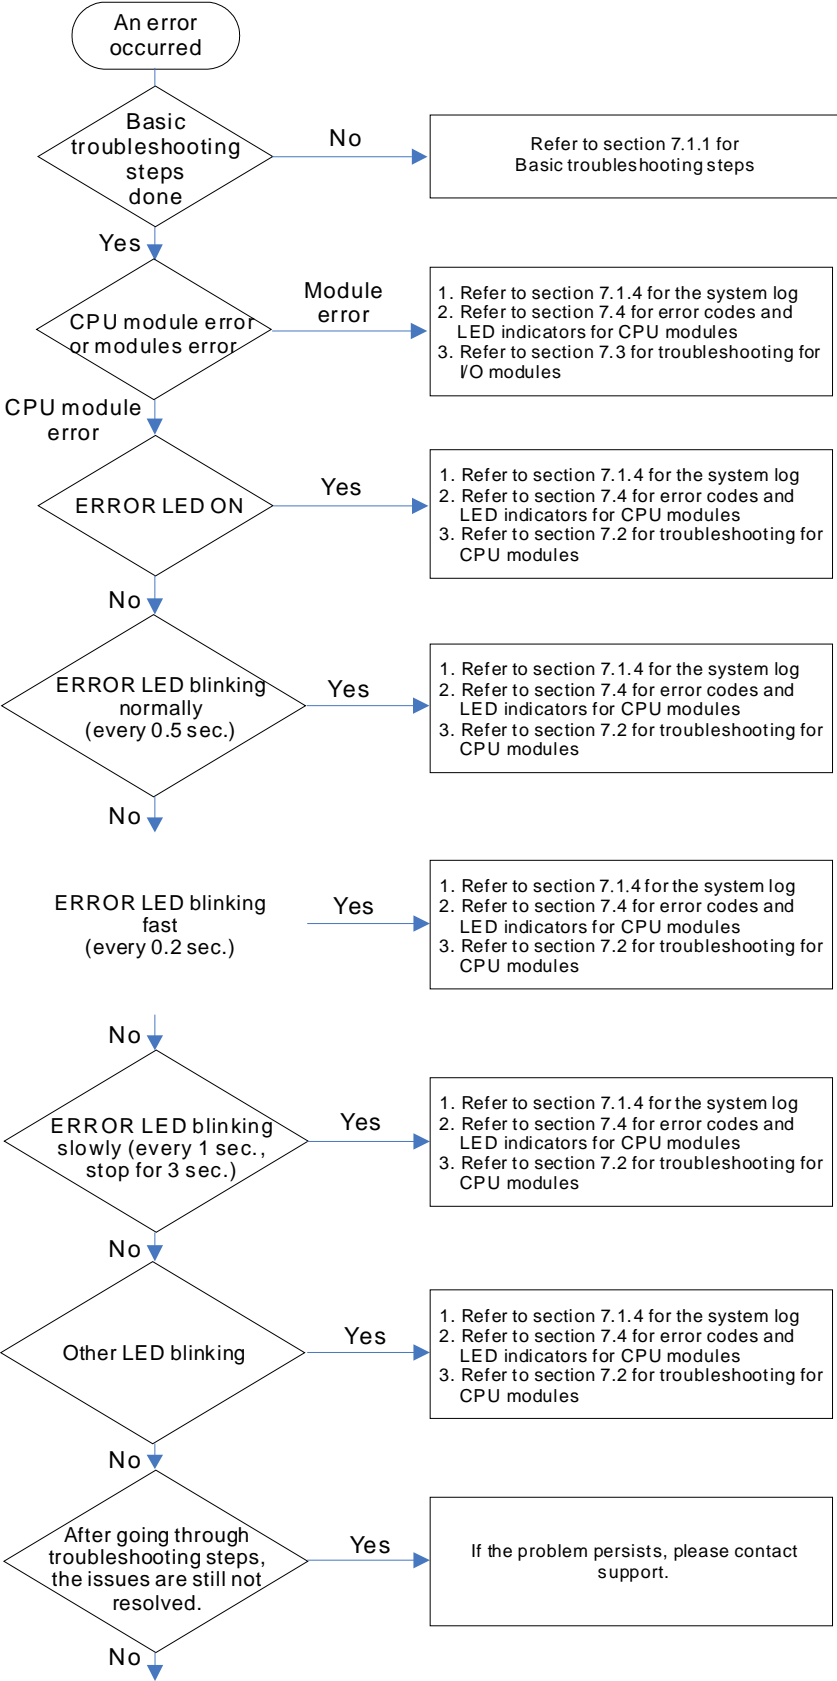 An error
occurred
Basic
troubleshooting
steps
done
No
Refer to section 7.1.1 for
Basic troubleshooting steps
Yes
CPU module error
or modules error
Module
error
1. Refer to section 7.1.4 for the system log
2. Refer to section 7.4 for error codes and
LED indicators for CPU modules
3. Refer to section 7.3 for troubleshooting for
I/O modules
CPU module
error
ERROR LED ON
Yes
1. Refer to section 7.1.4 for the system log
2. Refer to section 7.4 for error codes and
LED indicators for CPU modules
3. Refer to section 7.2 for troubleshooting for
CPU modules
No
ERROR LED blinking
normally
(every 0.5 sec.)
Yes
1. Refer to section 7.1.4 for the system log
2. Refer to section 7.4 for error codes and
LED indicators for CPU modules
3. Refer to section 7.2 for troubleshooting for
CPU modules
No
ERROR LED blinking
fast
(every 0.2 sec.)
Yes
1. Refer to section 7.1.4 for the system log
2. Refer to section 7.4 for error codes and
LED indicators for CPU modules
3. Refer to section 7.2 for troubleshooting for
CPU modules
No
ERROR LED blinking
slowly (every 1 sec.,
stop for 3 sec.)
Yes
1. Refer to section 7.1.4 for the system log
2. Refer to section 7.4 for error codes and
LED indicators for CPU modules
3. Refer to section 7.2 for troubleshooting for
CPU modules
No
Other LED blinking
Yes
1. Refer to section 7.1.4 for the system log
2. Refer to section 7.4 for error codes and
LED indicators for CPU modules
3. Refer to section 7.2 for troubleshooting for
CPU modules
No
After going through
troubleshooting steps,
the issues are still not
resolved.
Yes
If the problem persists, please contact
support.
No